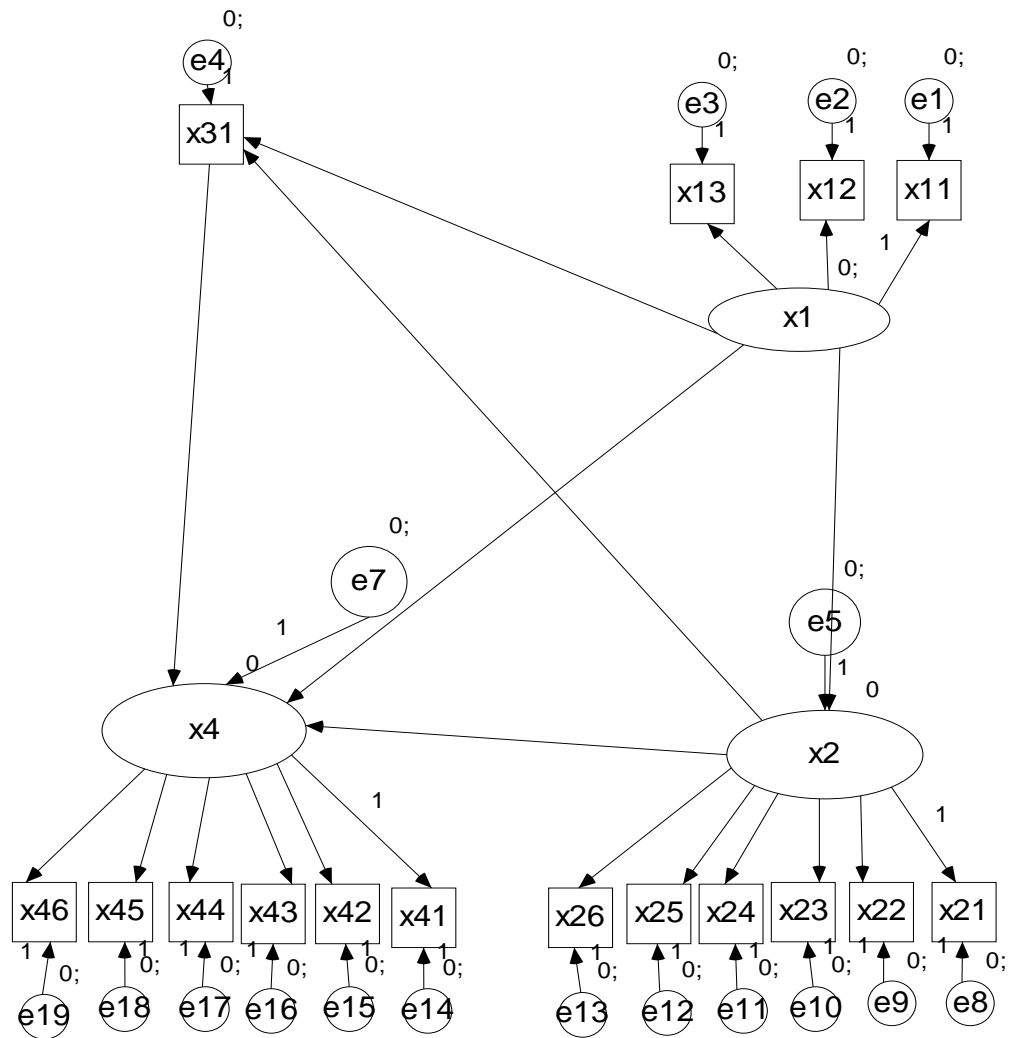 0;
e4
1
x31
0;
0;
0;
e3
e2
e1
1
1
1
x13
x12
x11
1
0;
x1
0;
e7
1
0
0;
e5
1
0
x4
x2
1
1
x46
x45
x44
x43
x42
x41
x26
x25
x24
x23
x22
x21
1
1
1
1
1
1
1
1
1
1
1
1
0;
0;
0;
0;
0;
0;
0;
0;
0;
0;
0;
0;
e19
e18
e17
e16
e15
e14
e13
e12
e11
e10
e9
e8